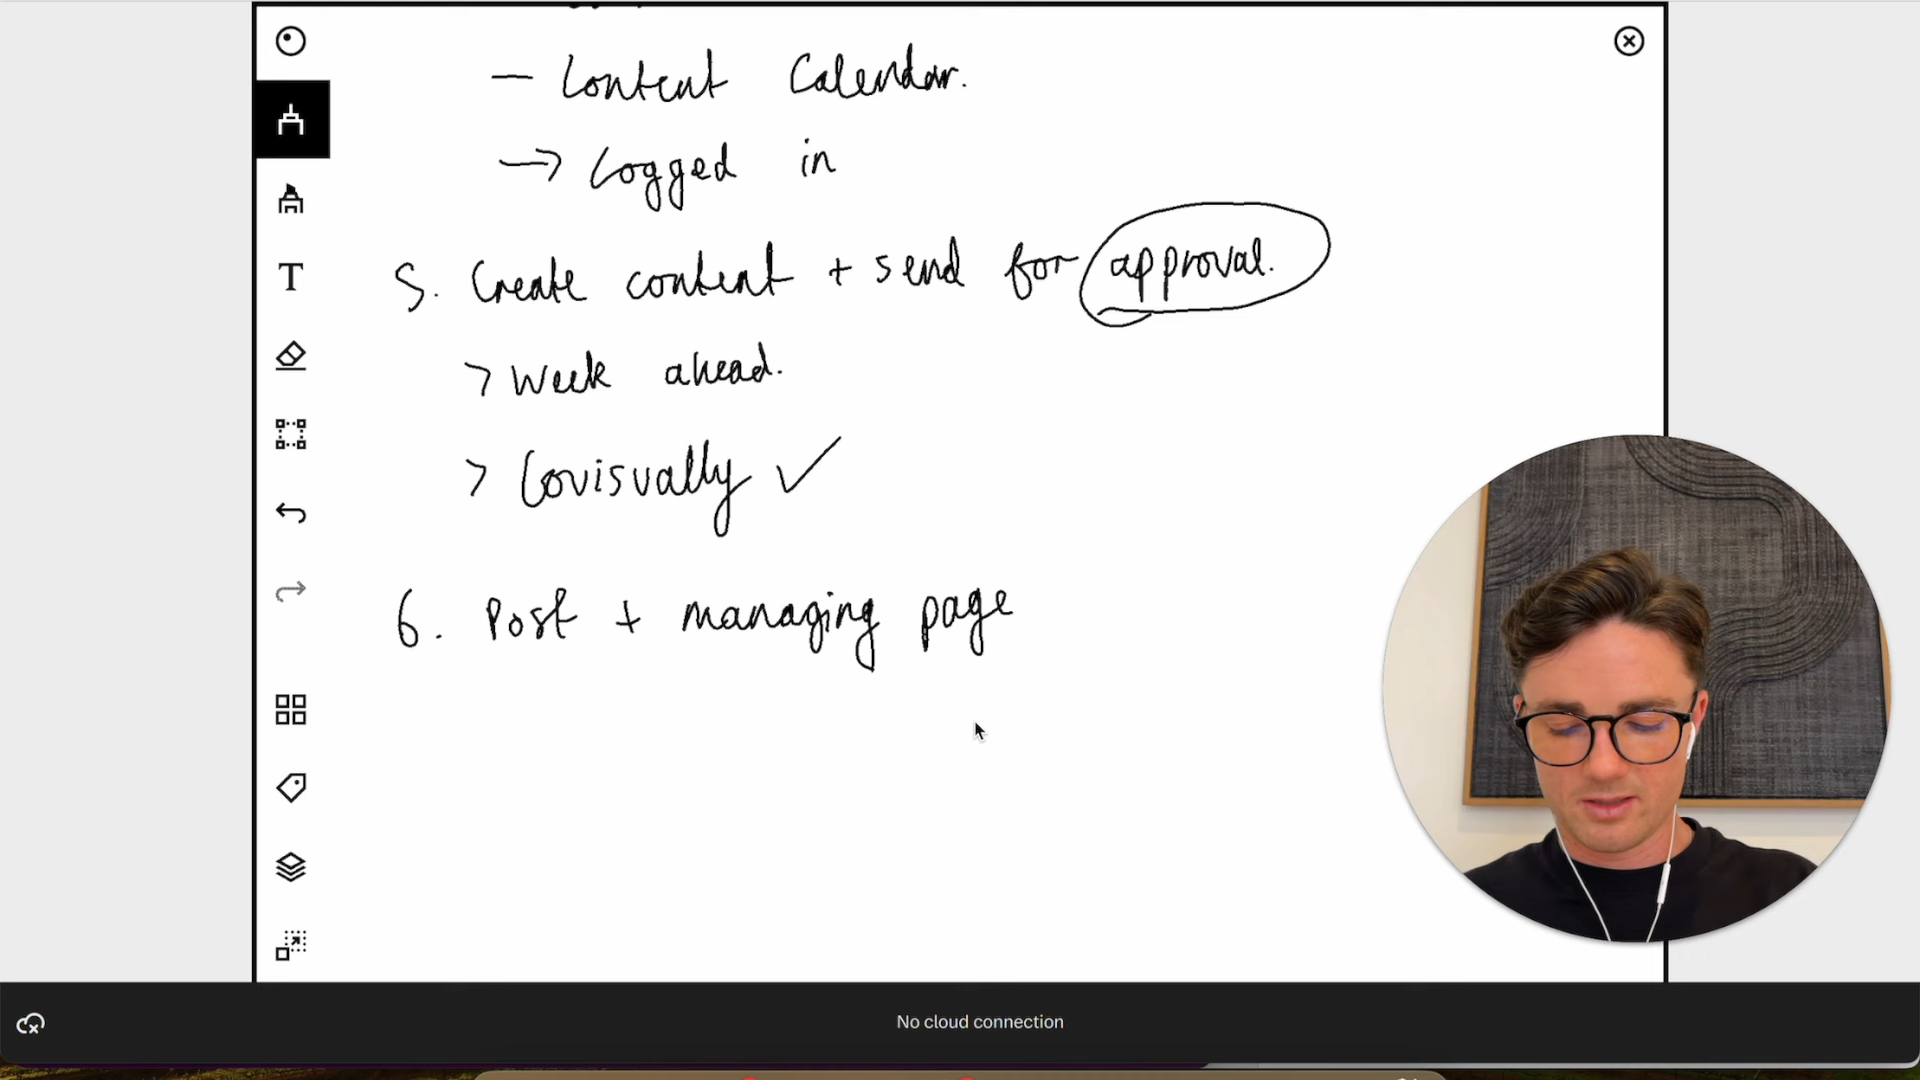 — Content Calendar.
→ Logged in
5. Create content + send for approval.
> Week ahead.
> Covisually ✓
6. Post + managing page
T
No cloud connection